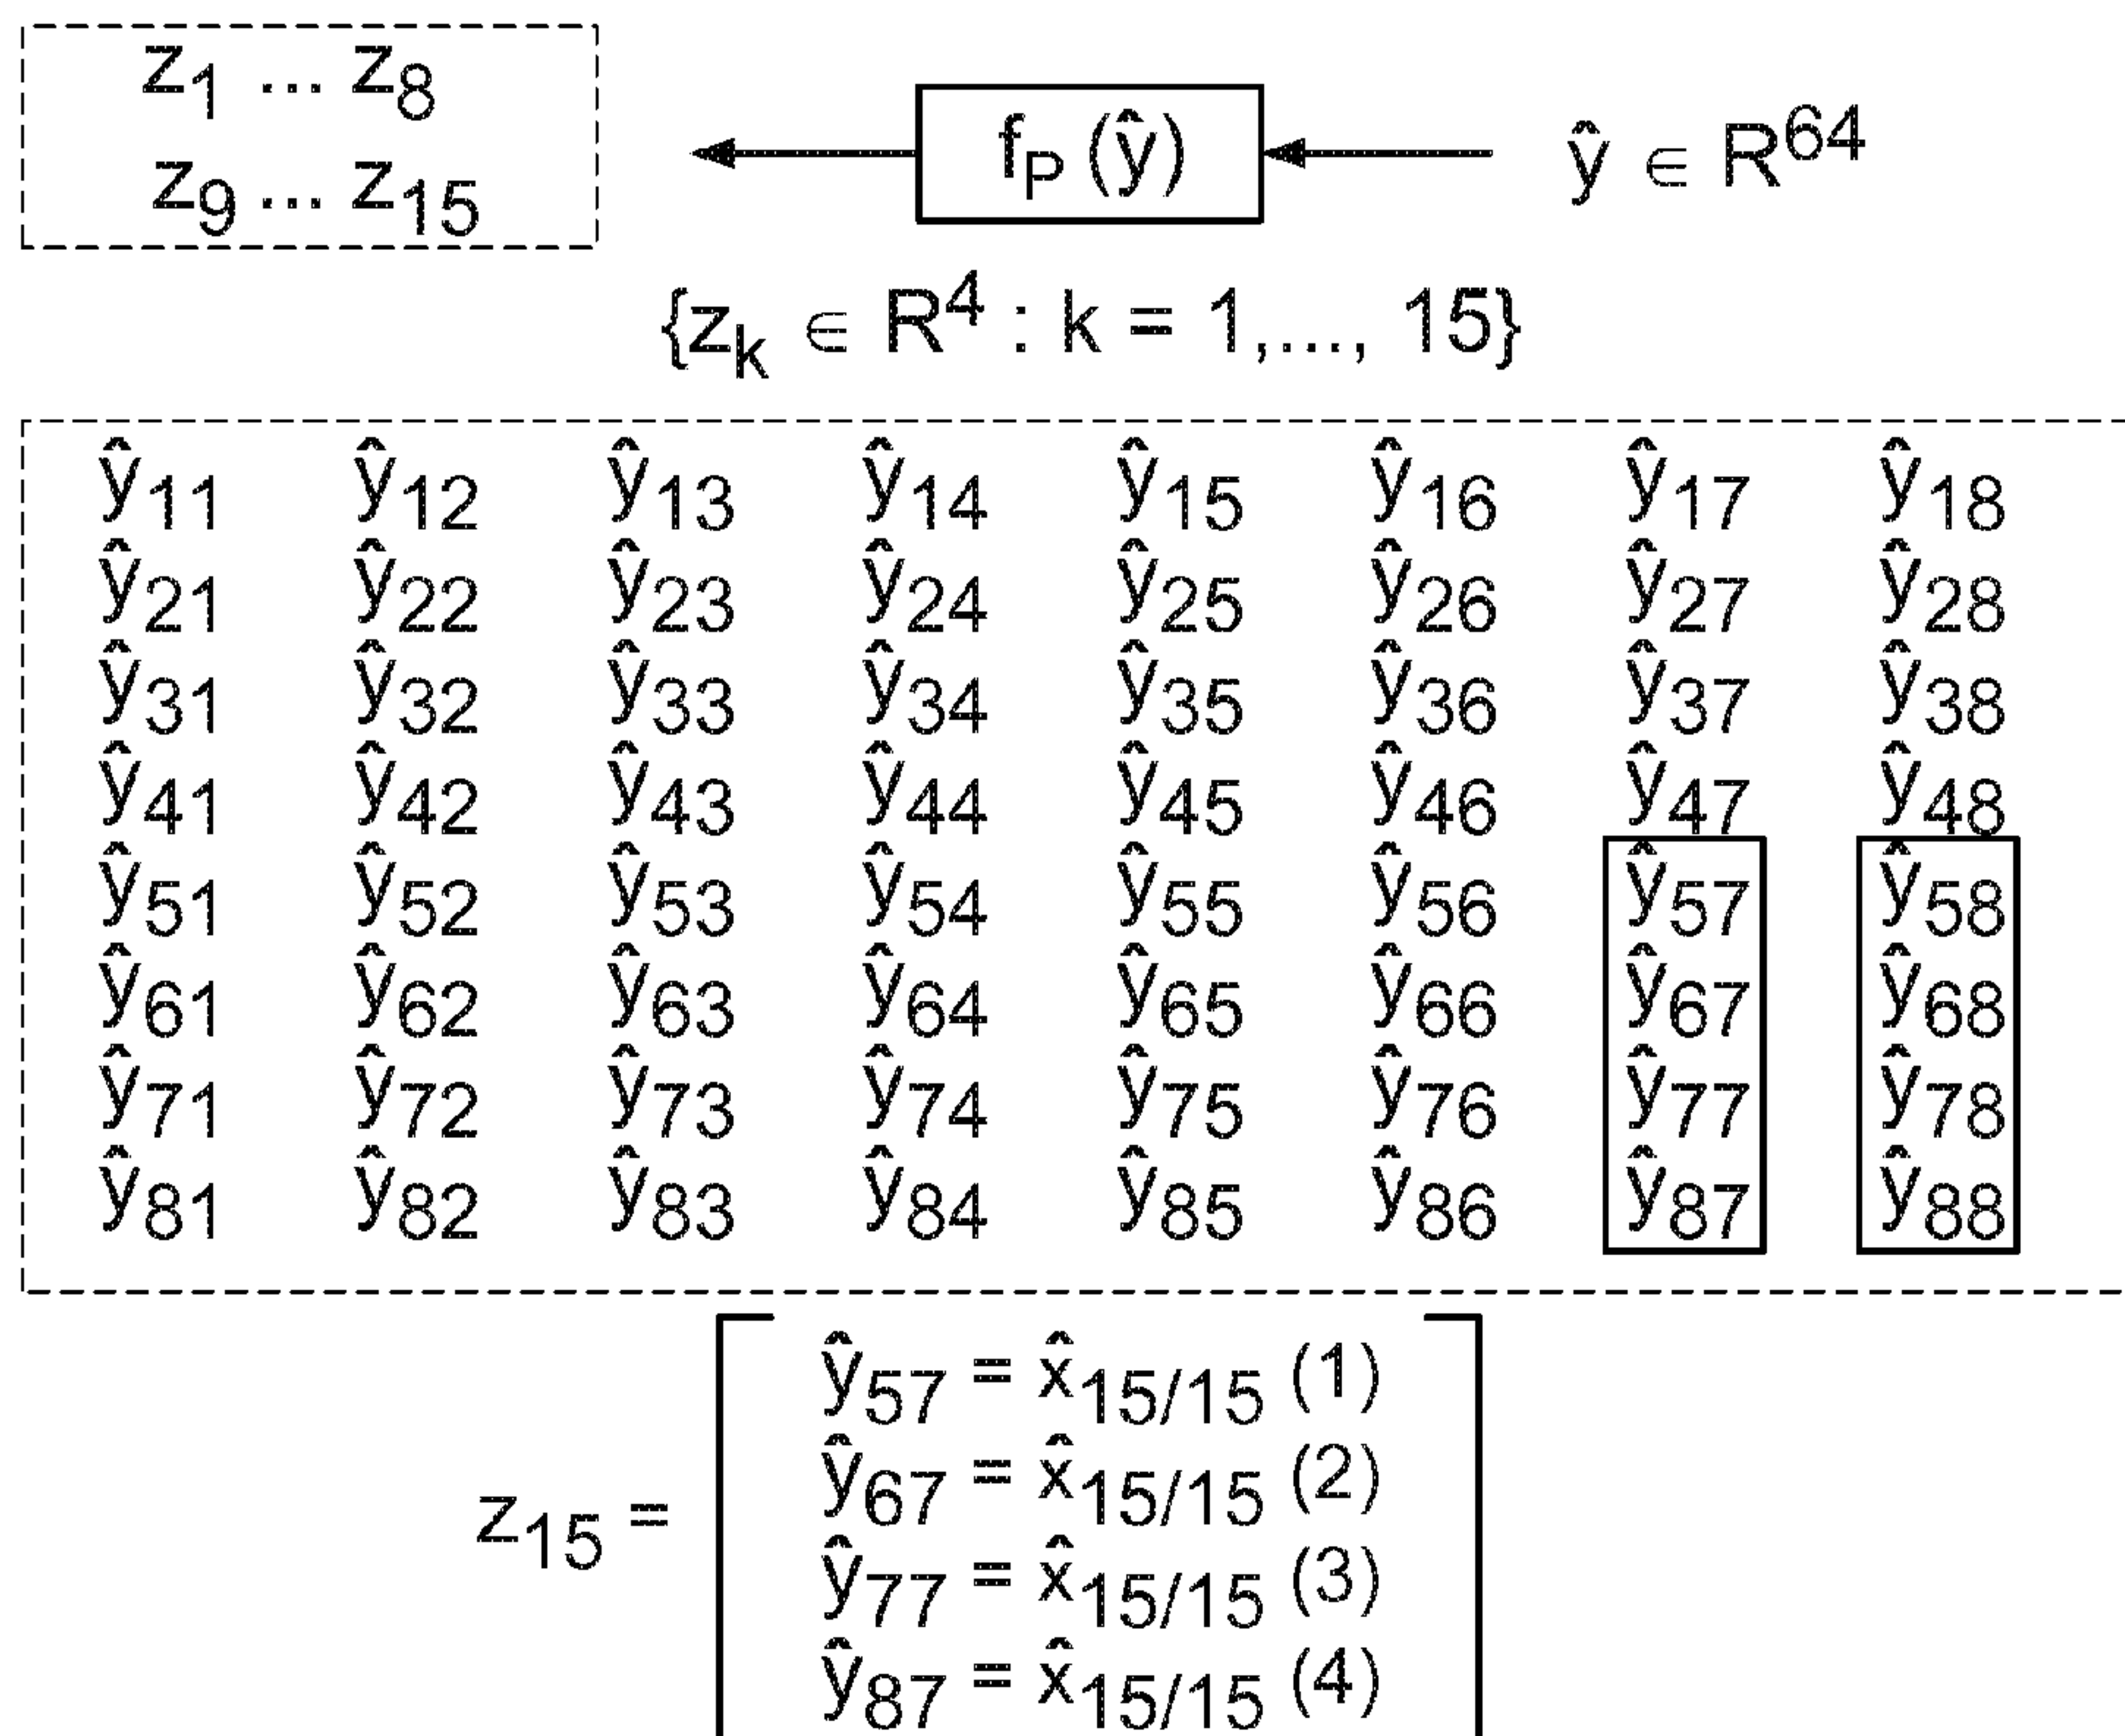 z₁ ... z₈
z₉ ... z₁₅
f_P (ŷ)
ŷ ∈ R⁶⁴
{z_k ∈ R⁴ : k = 1,..., 15}
ŷ₁₁ ŷ₁₂ ŷ₁₃ ŷ₁₄ ŷ₁₅ ŷ₁₆ ŷ₁₇ ŷ₁₈
ŷ₂₁ ŷ₂₂ ŷ₂₃ ŷ₂₄ ŷ₂₅ ŷ₂₆ ŷ₂₇ ŷ₂₈
ŷ₃₁ ŷ₃₂ ŷ₃₃ ŷ₃₄ ŷ₃₅ ŷ₃₆ ŷ₃₇ ŷ₃₈
ŷ₄₁ ŷ₄₂ ŷ₄₃ ŷ₄₄ ŷ₄₅ ŷ₄₆ ŷ₄₇ ŷ₄₈
ŷ₅₁ ŷ₅₂ ŷ₅₃ ŷ₅₄ ŷ₅₅ ŷ₅₆ ŷ₅₇ ŷ₅₈
ŷ₆₁ ŷ₆₂ ŷ₆₃ ŷ₆₄ ŷ₆₅ ŷ₆₆ ŷ₆₇ ŷ₆₈
ŷ₇₁ ŷ₇₂ ŷ₇₃ ŷ₇₄ ŷ₇₅ ŷ₇₆ ŷ₇₇ ŷ₇₈
ŷ₈₁ ŷ₈₂ ŷ₈₃ ŷ₈₄ ŷ₈₅ ŷ₈₆ ŷ₈₇ ŷ₈₈
z₁₅ =
ŷ₅₇ = x̂₁₅/₁₅ (1)
ŷ₆₇ = x̂₁₅/₁₅ (2)
ŷ₇₇ = x̂₁₅/₁₅ (3)
ŷ₈₇ = x̂₁₅/₁₅ (4)